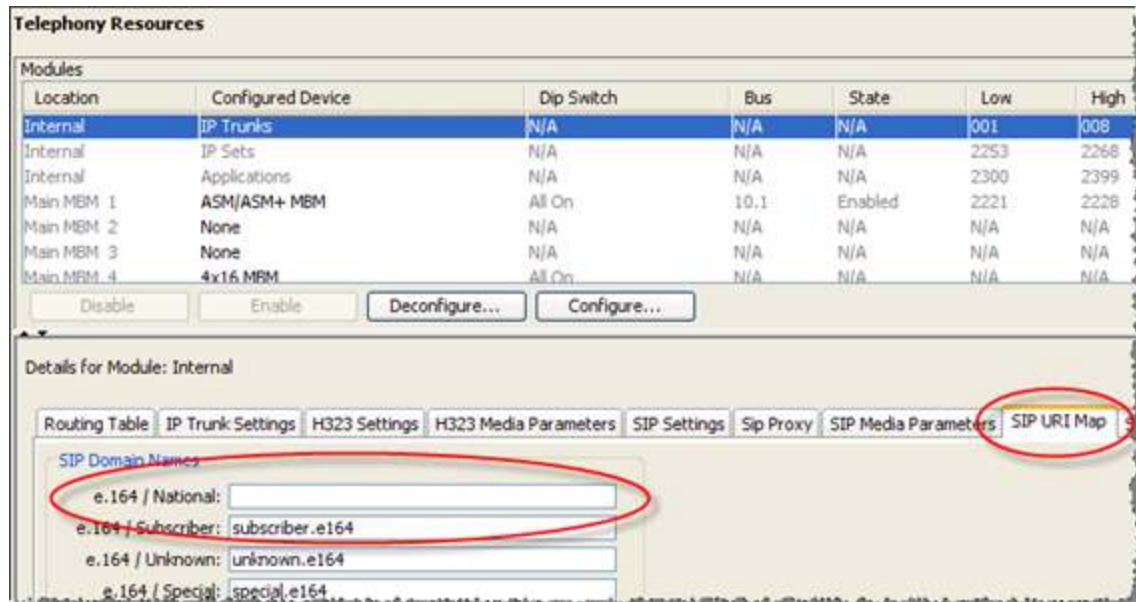 Telephony Resources
Modules
Location Configured Device Dip Switch Bus State Low High
Internal IP Trunks N/A N/A N/A 001 008
Internal IP Sets N/A N/A N/A 2253 2268
Internal Applications N/A N/A N/A 2300 2399
Main MBM 1 ASM/ASM+ MBM All On 10.1 Enabled 2221 2228
Main MBM 2 None N/A N/A N/A N/A N/A
Main MBM 3 None N/A N/A N/A N/A N/A
Main MBM 4 4x16 MBM All On N/A N/A N/A N/A
Disable Enable Deconfigure... Configure...
Details for Module: Internal
Routing Table IP Trunk Settings H323 Settings H323 Media Parameters SIP Settings Sip Proxy SIP Media Parameters SIP URI Map S
SIP Domain Names
e.164 / National:
e.164 / Subscriber: subscriber.e164
e.164 / Unknown: unknown.e164
e.164 / Special: special.e164